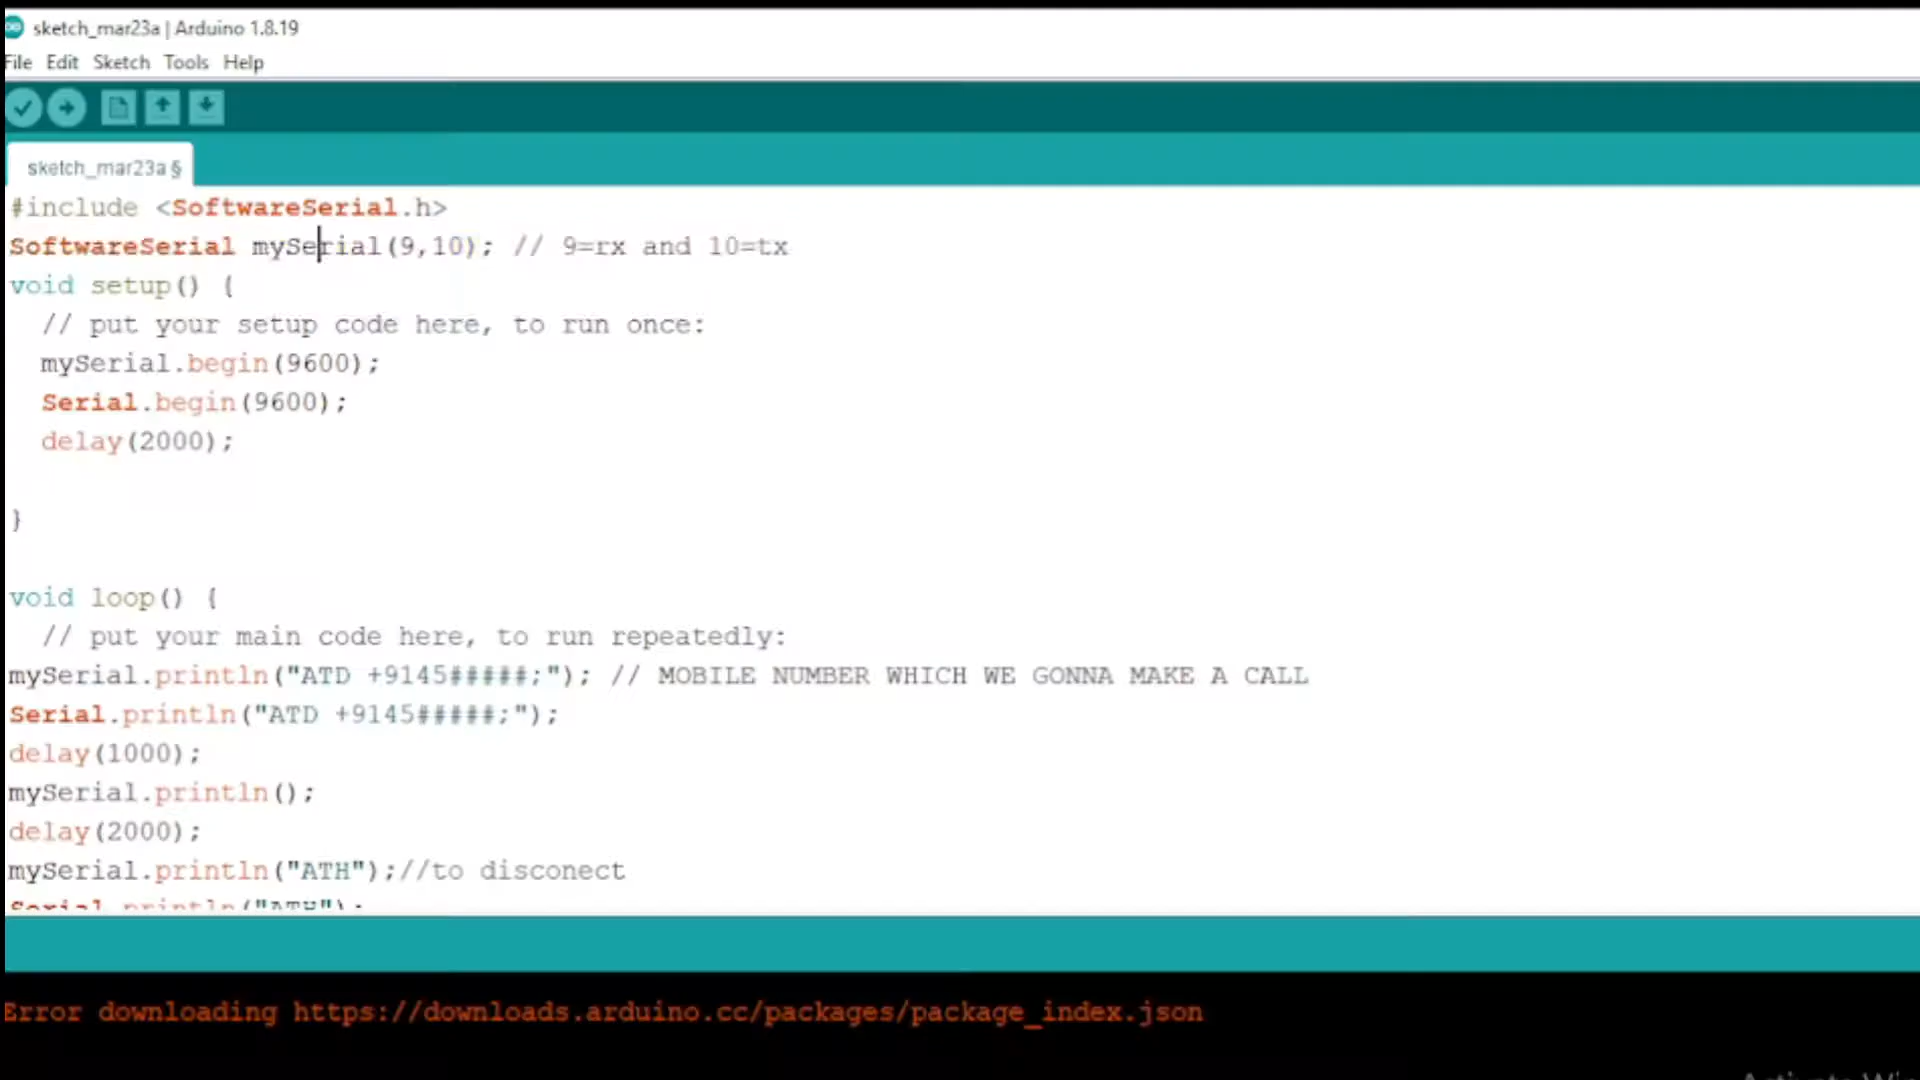 sketch_mar23a | Arduino 1.8.19
File Edit Sketch Tools Help
sketch_mar23a §
#include <SoftwareSerial.h>
SoftwareSerial mySerial(9,10); // 9=rx and 10=tx
void setup() {
// put your setup code here, to run once:
mySerial.begin(9600);
Serial.begin(9600);
delay(2000);
}
void loop() {
// put your main code here, to run repeatedly:
mySerial.println("ATD +9145#####;"); // MOBILE NUMBER WHICH WE GONNA MAKE A CALL
Serial.println("ATD +9145#####;");
delay(1000);
mySerial.println();
delay(2000);
mySerial.println("ATH");//to disconect
Serial.println("ATH");
Error downloading https://downloads.arduino.cc/packages/package_index.json